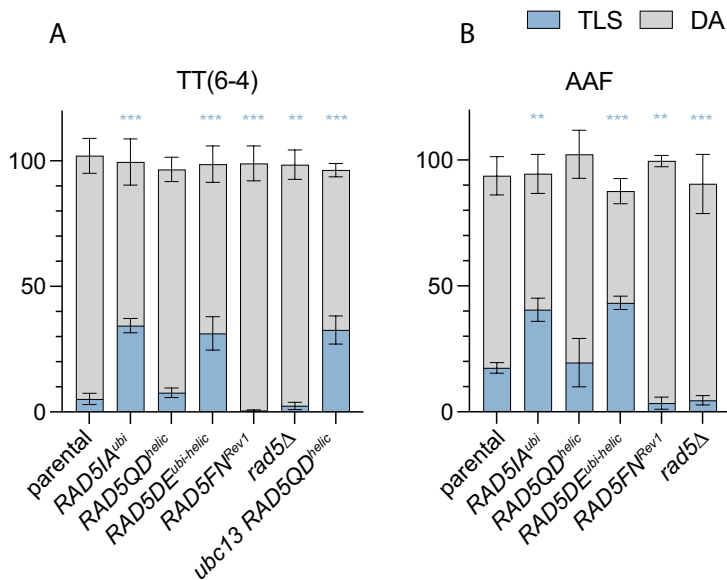 A
B
TLS DA
TT(6-4)
AAF
*** *** *** ** ***
** *** ** ***
100
50
0
100
50
0
parental
RAD5IA^ubi
RAD5QD^helic
RAD5DE^ubi-helic
RAD5FN^Rev1
rad5Δ
ubc13 RAD5QD^helic
parental
RAD5IA^ubi
RAD5QD^helic
RAD5DE^ubi-helic
RAD5FN^Rev1
rad5Δ